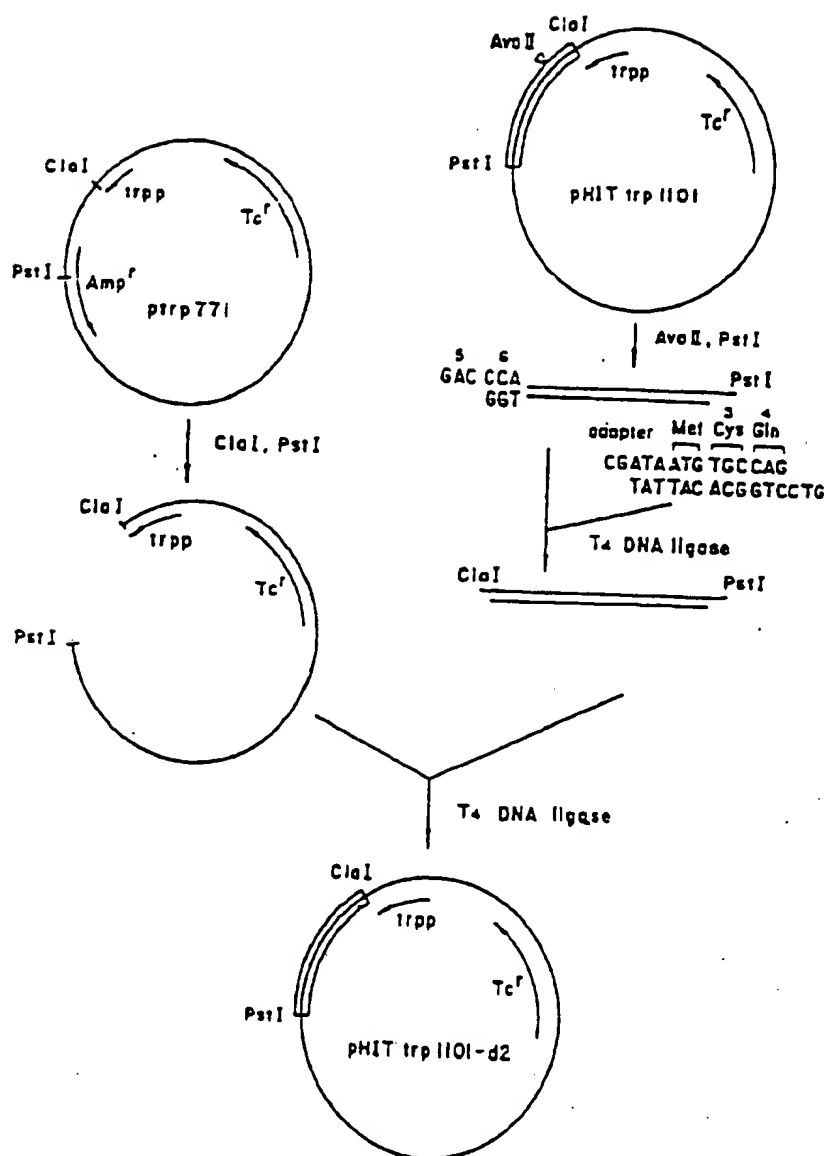 ClaI
AvaII
trpp
Tcʳ
PstI
pHIT trp 1101
ClaI
trpp
Tcʳ
PstI
Ampʳ
ptrp 771
AvaII, PstI
5 6
GAC CCA
GGT
PstI
3 4
adapter Met Cys Gln
CGATAATG TGC CAG
TAT TAC ACG GTCCTG
ClaI, PstI
T4 DNA ligase
ClaI
PstI
ClaI
trpp
Tcʳ
PstI
T4 DNA ligase
ClaI
trpp
Tcʳ
PstI
pHIT trp 1101-d2